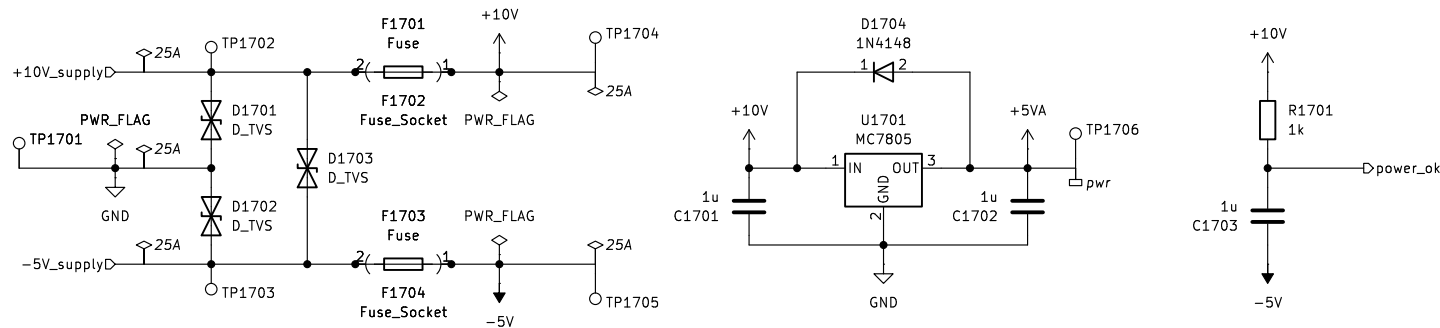 +10V_supply
25A
TP1702
F1701
Fuse
2
1
F1702
Fuse_Socket
+10V
PWR_FLAG
TP1704
25A
D1701
D_TVS
PWR_FLAG
TP1701
25A
GND
D1703
D_TVS
D1702
D_TVS
-5V_supply
25A
TP1703
F1703
Fuse
2
1
F1704
Fuse_Socket
PWR_FLAG
-5V
25A
TP1705
D1704
1N4148
1
2
+10V
U1701
MC7805
1
IN
OUT
3
GND
2
+5VA
TP1706
pwr
1u
C1701
1u
C1702
GND
+10V
R1701
1k
power_ok
1u
C1703
-5V